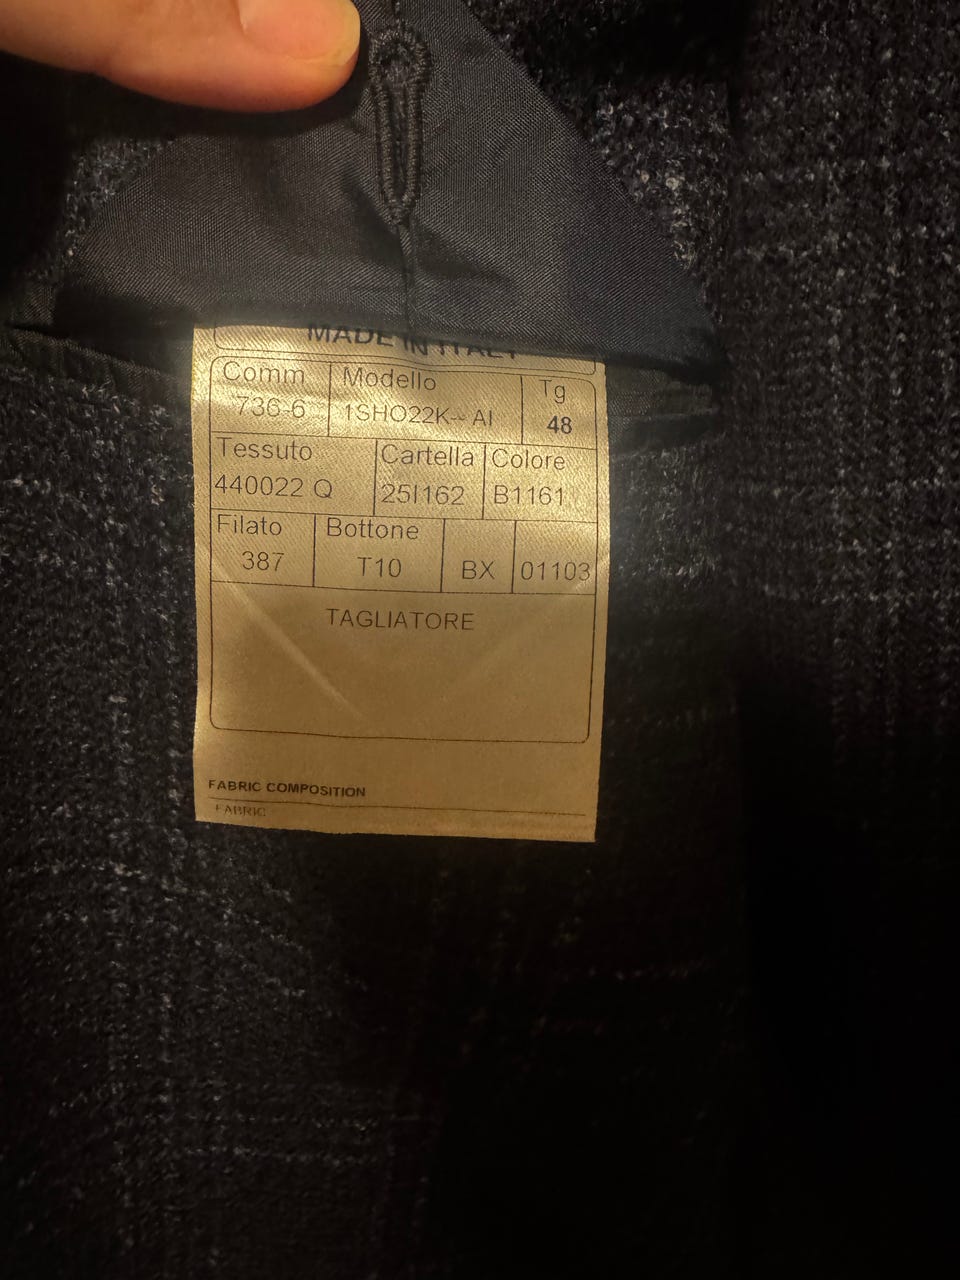 MADE IN ITALY
Comm Modello Tg
736-6 1SHO22K-- AI 48
Tessuto Cartella Colore
440022 Q 25I162 B1161
Filato Bottone
387 T10 BX 01103
TAGLIATORE
FABRIC COMPOSITION
FABRIC